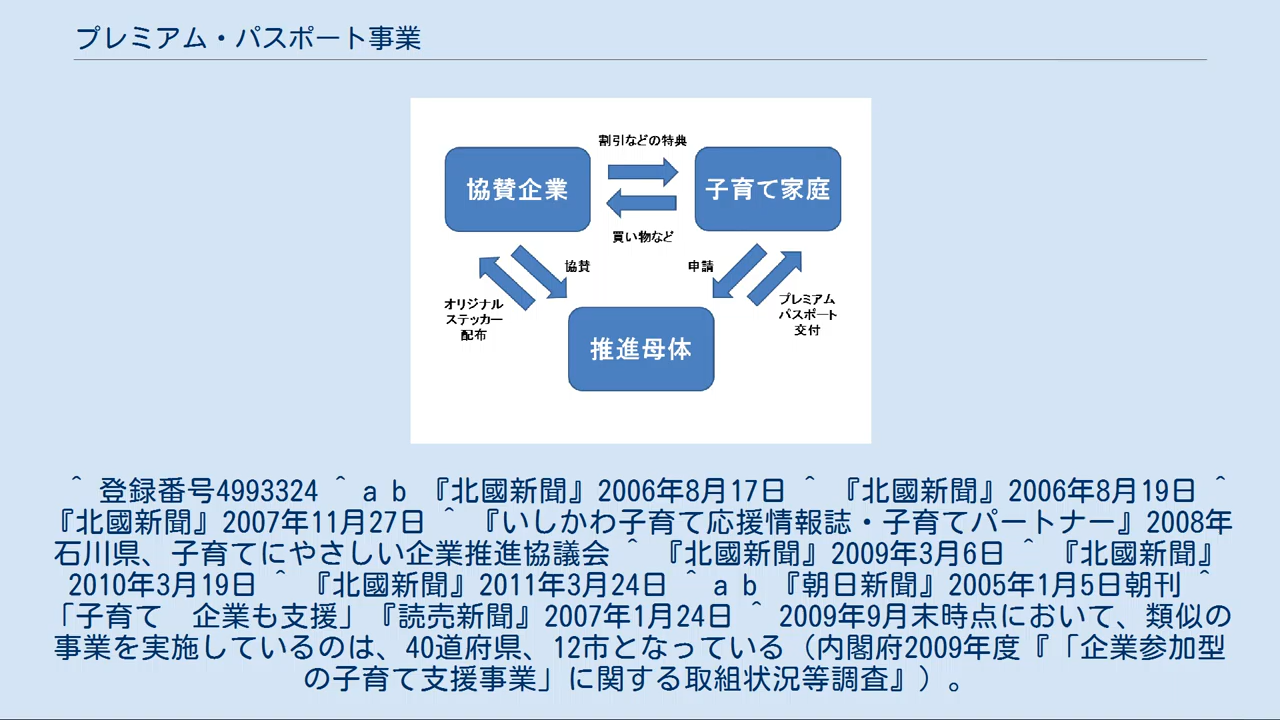 プレミアム・パスポート事業
割引などの特典
協賛企業
子育て家庭
買い物など
協賛
申請
オリジナル
ステッカー
配布
プレミアム
パスポート
交付
推進母体
^ 登録番号4993324 ^ a b 『北國新聞』2006年8月17日 ^ 『北國新聞』2006年8月19日 ^
『北國新聞』2007年11月27日 ^ 『いしかわ子育て応援情報誌・子育てパートナー』2008年
石川県、子育てにやさしい企業推進協議会 ^ 『北國新聞』2009年3月6日 ^ 『北國新聞』
2010年3月19日 ^ 『北國新聞』2011年3月24日 ^ a b 『朝日新聞』2005年1月5日朝刊 ^
「子育て　企業も支援」『読売新聞』2007年1月24日 ^ 2009年9月末時点において、類似の
事業を実施しているのは、40道府県、12市となっている（内閣府2009年度『「企業参加型
の子育て支援事業」に関する取組状況等調査』）。